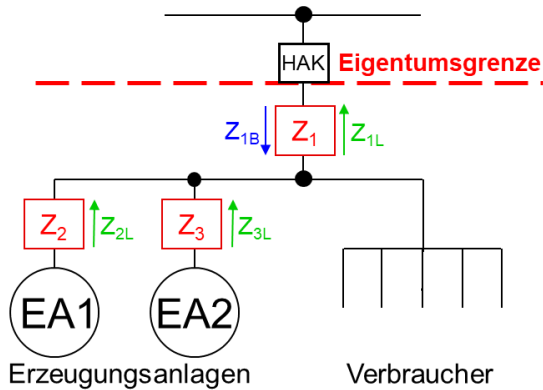 HAK Eigentumsgrenze
Z1B Z1 Z1L
Z2 Z2L Z3 Z3L
EA1 EA2
Erzeugungsanlagen Verbraucher